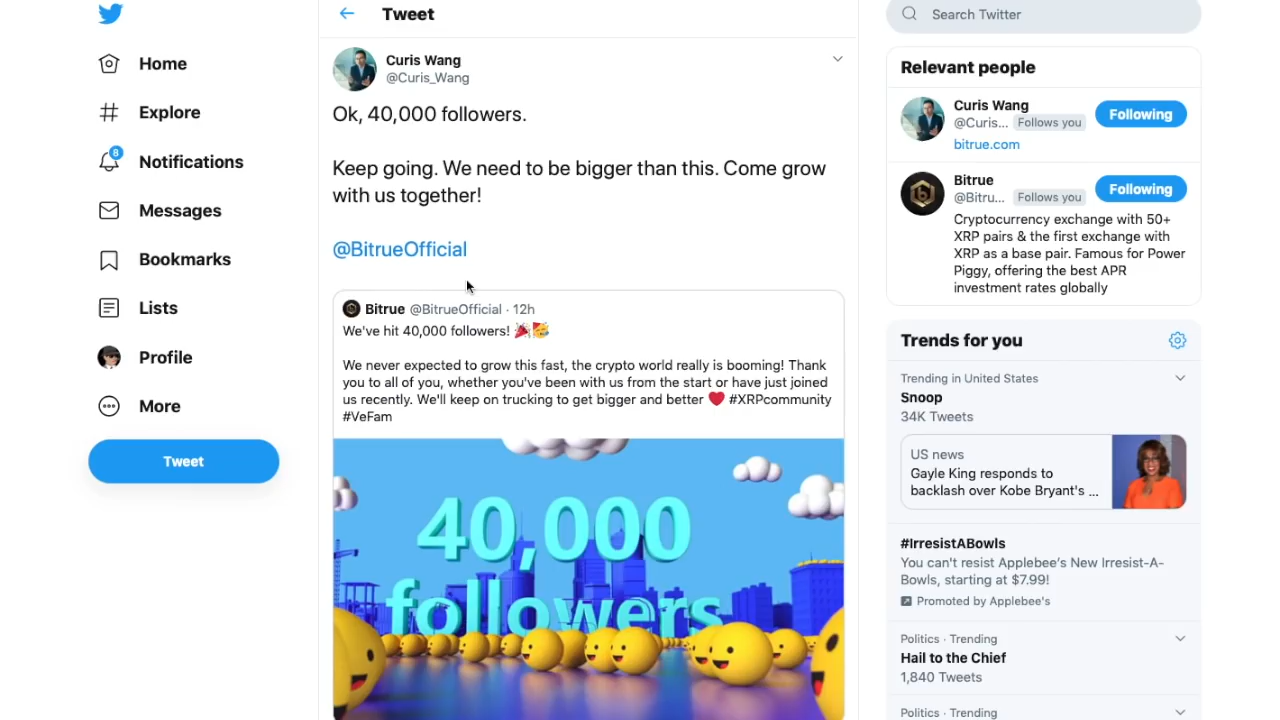 Home
Explore
8
Notifications
Messages
Bookmarks
Lists
Profile
More
Tweet
Tweet
Curis Wang
@Curis_Wang
Ok, 40,000 followers.
Keep going. We need to be bigger than this. Come grow
with us together!
@BitrueOfficial
Bitrue @BitrueOfficial · 12h
We've hit 40,000 followers! 🎉🥳
We never expected to grow this fast, the crypto world really is booming! Thank
you to all of you, whether you've been with us from the start or have just joined
us recently. We'll keep on trucking to get bigger and better ❤️ #XRPcommunity
#VeFam
40,000
followers
Search Twitter
Relevant people
Curis Wang
@Curis... Follows you
Following
bitrue.com
Bitrue
@Bitru... Follows you
Following
Cryptocurrency exchange with 50+
XRP pairs & the first exchange with
XRP as a base pair. Famous for Power
Piggy, offering the best APR
investment rates globally
Trends for you
Trending in United States
Snoop
34K Tweets
US news
Gayle King responds to
backlash over Kobe Bryant's ...
#IrresistABowls
You can't resist Applebee's New Irresist-A-
Bowls, starting at $7.99!
Promoted by Applebee's
Politics · Trending
Hail to the Chief
1,840 Tweets
Politics · Trending